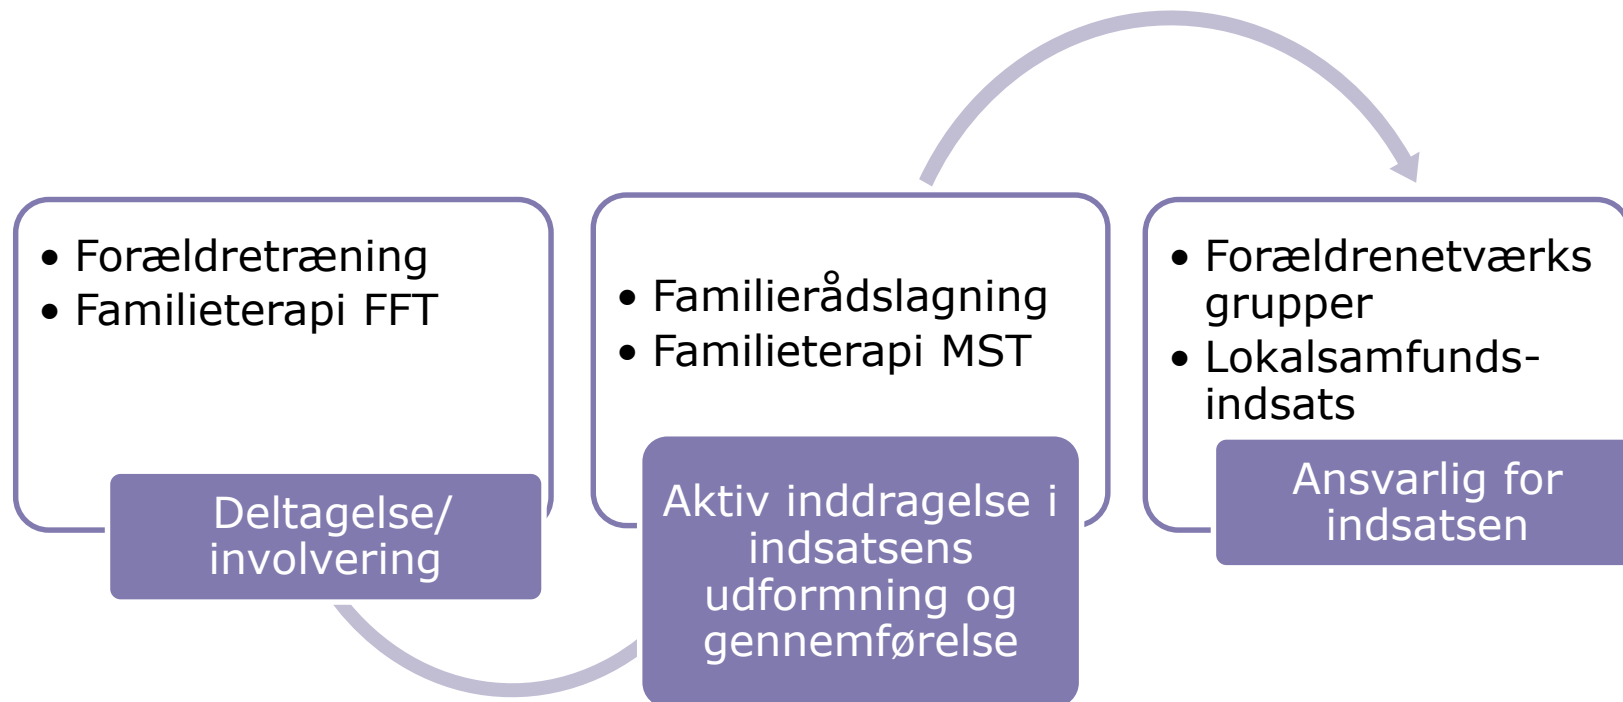 • Forældretræning
• Familieterapi FFT
Deltagelse/
involvering
• Familierådslagning
• Familieterapi MST
Aktiv inddragelse i
indsatsens
udformning og
gennemførelse
• Forældrenetværks
grupper
• Lokalsamfunds-
indsats
Ansvarlig for
indsatsen